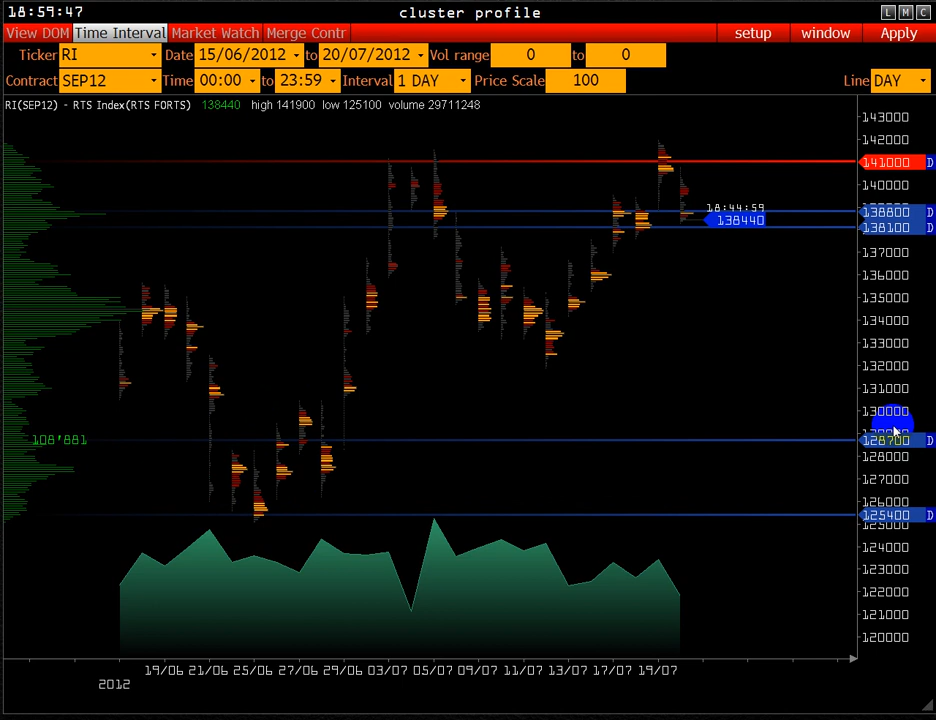 18:59:47 cluster profile L M C
View DOM Time Interval Market Watch Merge Contr setup window Apply
Ticker RI Date 15/06/2012 to 20/07/2012 Vol range 0 to 0
Contract SEP12 Time 00:00 to 23:59 Interval 1 DAY Price Scale 100 Line DAY
RI(SEP12) - RTS Index(RTS FORTS) 138440 high 141900 low 125100 volume 29711248
143000
142000
141000 D
140000
18:44:59
138800 D
138440
138100 D
137000
136000
135000
134000
133000
132000
131000
130000
108'881
128700 D
128000
127000
126000
125400 D
125000
124000
123000
122000
121000
120000
19/06 21/06 25/06 27/06 29/06 03/07 05/07 09/07 11/07 13/07 17/07 19/07
2012